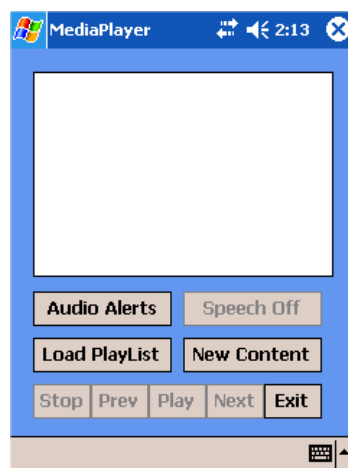 MediaPlayer 2:13
Audio Alerts Speech Off
Load PlayList New Content
Stop Prev Play Next Exit